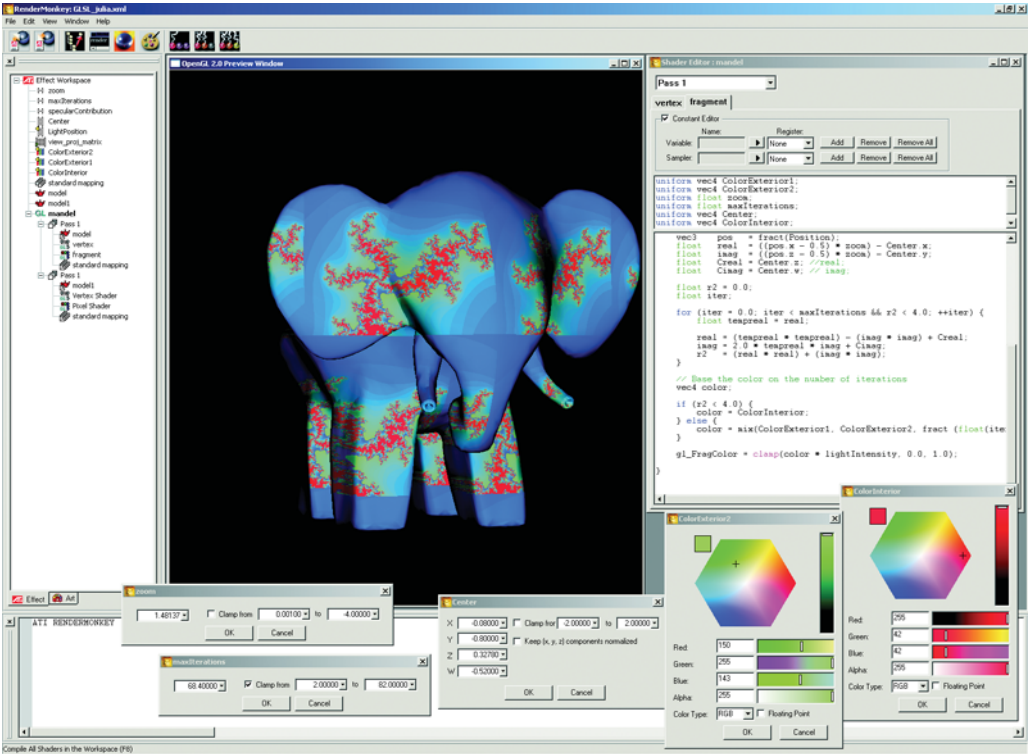 RenderMonkey: GLSL_julia.xml
File Edit View Window Help
Effect Workspace
zoom
maxIterations
specularContribution
Center
LightPosition
view_proj_matrix
ColorExterior2
ColorExterior1
ColorInterior
standard mapping
model
model1
GL mandel
Pass 1
model
vertex
fragment
standard mapping
Pass 1
model1
Vertex Shader
Pixel Shader
standard mapping
Effect Art
OpenGL 2.0 Preview Window
Shader Editor : mandel
Pass 1
vertex fragment
Constant Editor
Name: Register:
Variable: None Add Remove Remove All
Sampler: None Add Remove Remove All
uniform vec4 ColorExterior1;
uniform vec4 ColorExterior2;
uniform float zoom;
uniform float maxIterations;
uniform vec4 Center;
uniform vec4 ColorInterior;
vec3 pos = fract(Position);
float real = ((pos.x - 0.5) * zoom) - Center.x;
float imag = ((pos.z - 0.5) * zoom) - Center.y;
float Creal = Center.z; //real;
float Cimag = Center.w; // imag;
float r2 = 0.0;
float iter;
for (iter = 0.0; iter < maxIterations && r2 < 4.0; ++iter) {
float tempreal = real;
real = (tempreal * tempreal) - (imag * imag) + Creal;
imag = 2.0 * tempreal * imag + Cimag;
r2 = (real * real) + (imag * imag);
}
// Base the color on the number of iterations
vec4 color;
if (r2 < 4.0) {
color = ColorInterior;
} else {
color = mix(ColorExterior1, ColorExterior2, fract (float(ite
}
gl_FragColor = clamp(color * lightIntensity, 0.0, 1.0);
}
zoom
1.48137 Clamp from 0.00100 to -4.00000
OK Cancel
ATI RENDERMONKEY
maxIterations
68.40000 Clamp from 2.00000 to 82.00000
OK Cancel
Center
X -0.08000 Clamp fror -2.00000 to 2.00000
Y -0.80000 Keep (x, y, z) components normalized
Z 0.32780
W -0.52000
OK Cancel
ColorExterior2
Red: 150
Green: 255
Blue: 143
Alpha: 255
Color Type: RGB Floating Point
OK Cancel
ColorInterior
Red: 255
Green: 42
Blue: 42
Alpha: 255
Color Type: RGB Floating Point
OK Cancel
Compile All Shaders in the Workspace (F8)